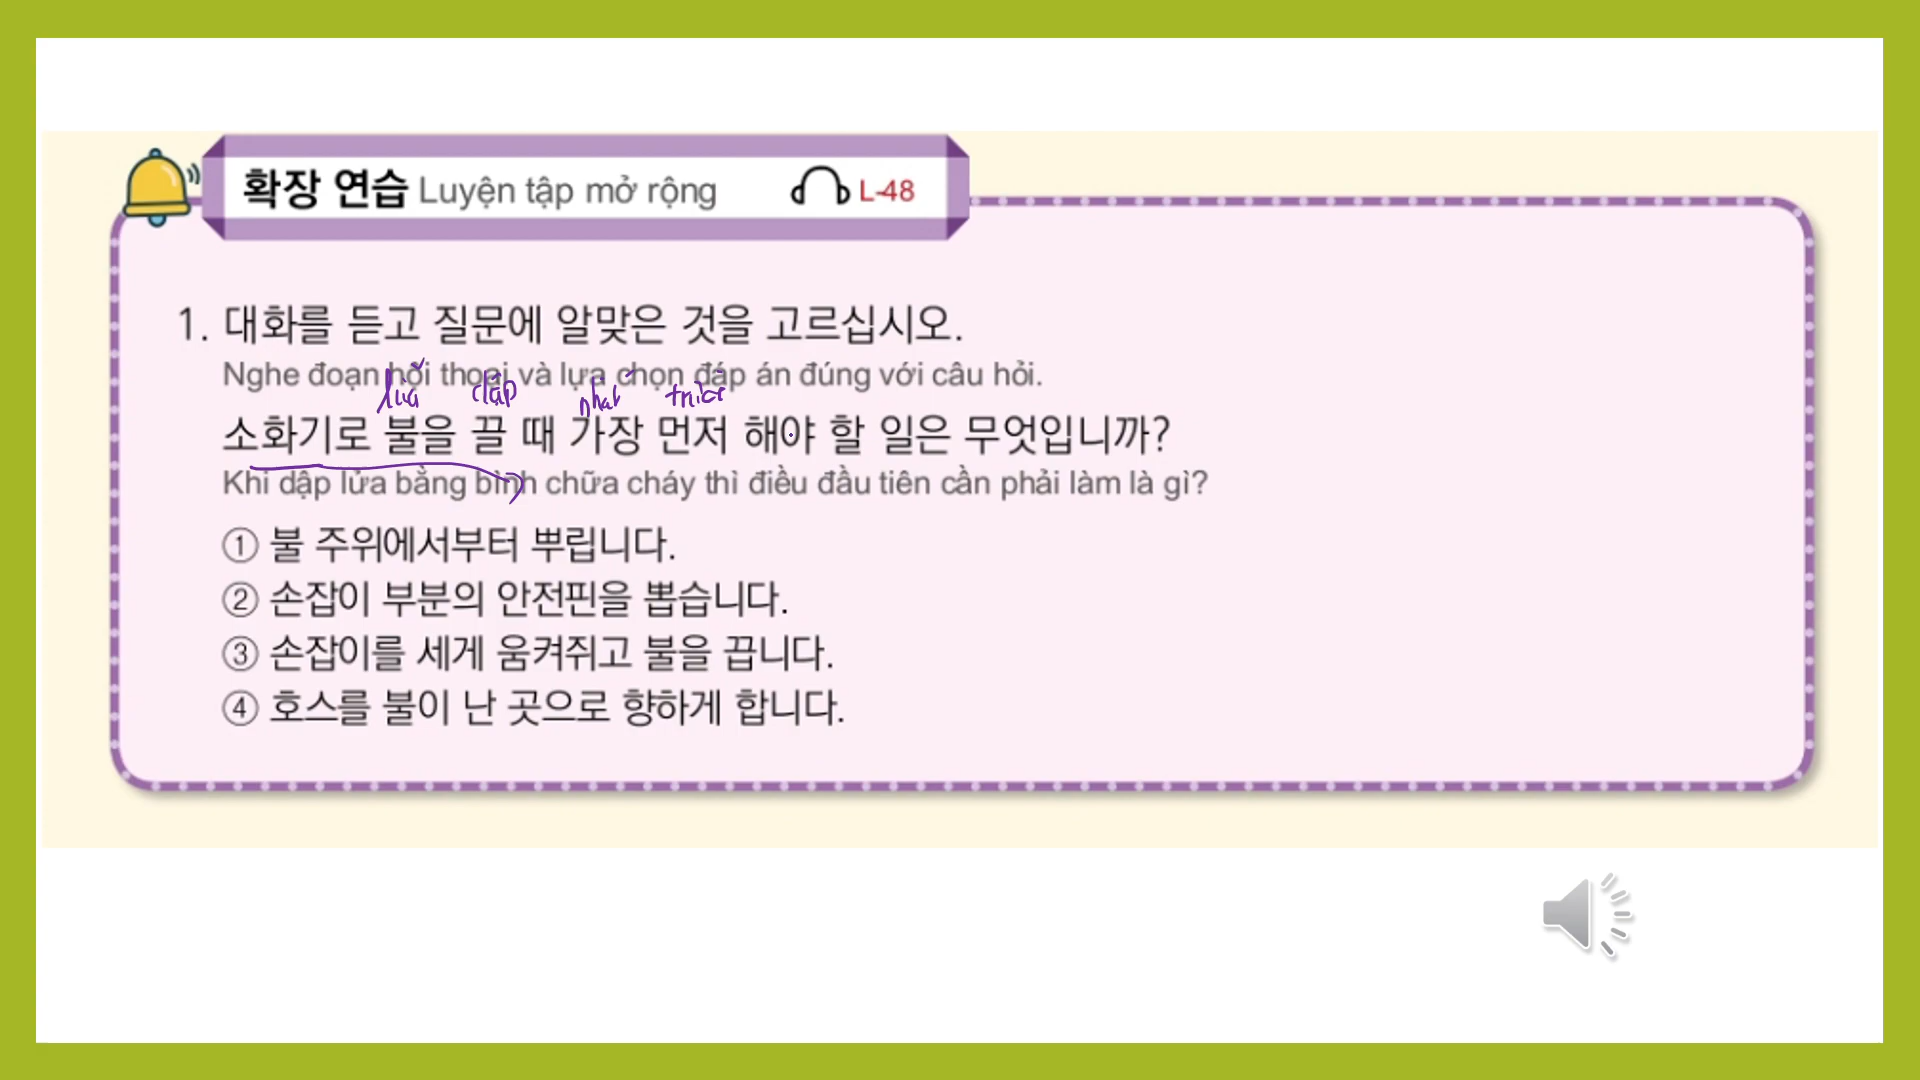 확장 연습 Luyện tập mở rộng L-48
1. 대화를 듣고 질문에 알맞은 것을 고르십시오.
Nghe đoạn hội thoại và lựa chọn đáp án đúng với câu hỏi.
lửa dập nhất trước
소화기로 불을 끌 때 가장 먼저 해야 할 일은 무엇입니까?
Khi dập lửa bằng bình chữa cháy thì điều đầu tiên cần phải làm là gì?
① 불 주위에서부터 뿌립니다.
② 손잡이 부분의 안전핀을 뽑습니다.
③ 손잡이를 세게 움켜쥐고 불을 끕니다.
④ 호스를 불이 난 곳으로 향하게 합니다.